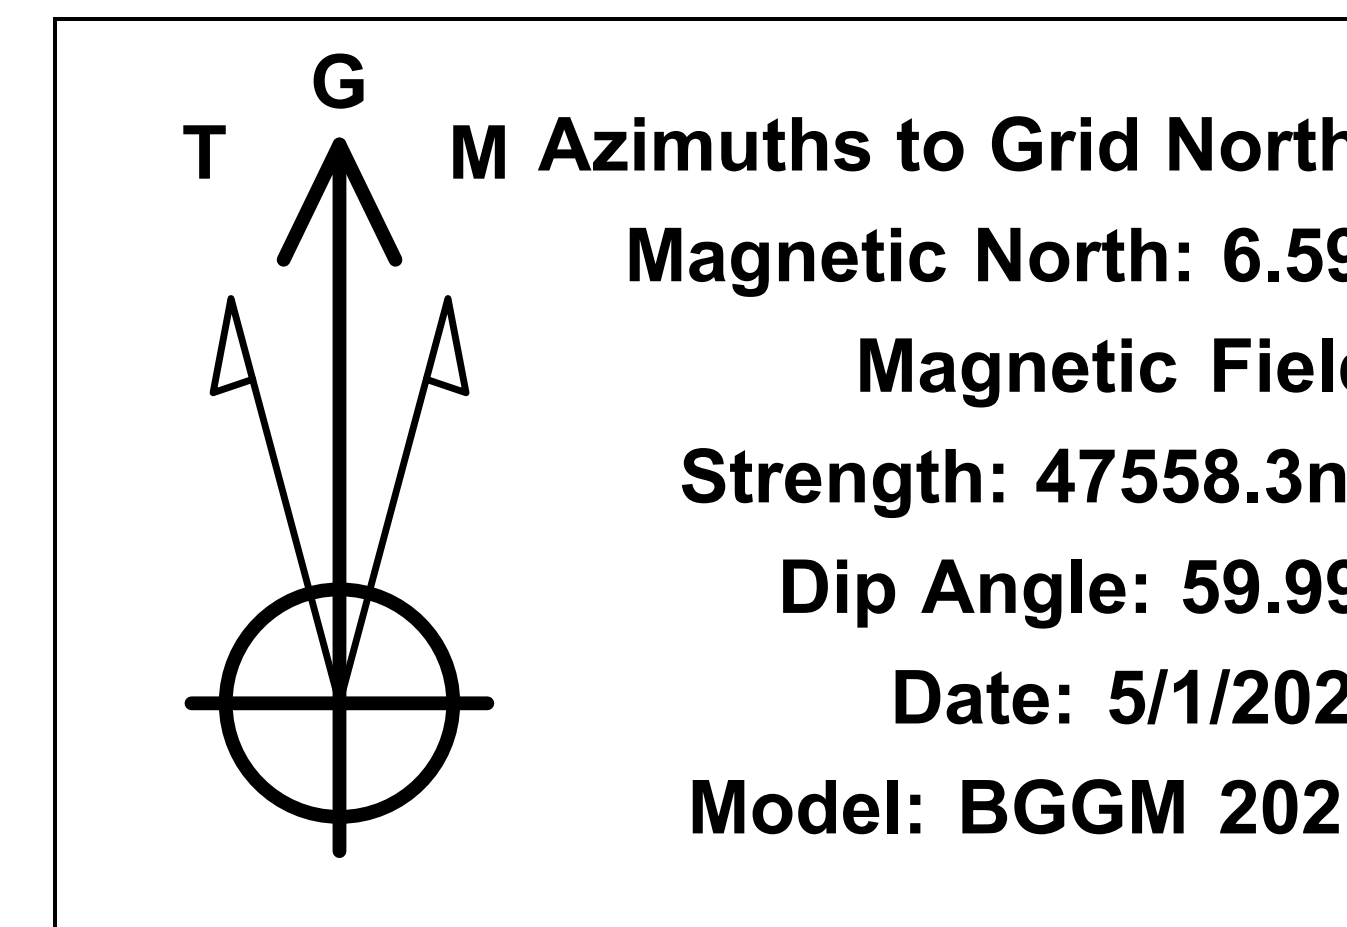 G
T M
Azimuths to Grid North
Magnetic North: 6.59
Magnetic Field
Strength: 47558.3n
Dip Angle: 59.99
Date: 5/1/202
Model: BGGM 202